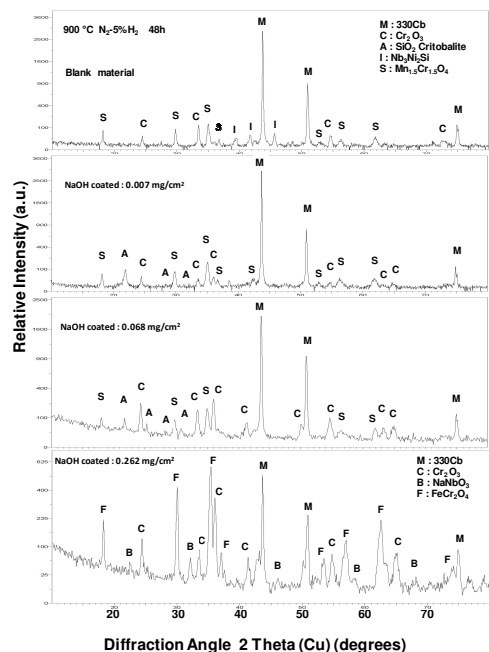 900 °C N2-5%H2 48h
Blank material
M : 330Cb
C : Cr2O3
A : SiO2 Critobalite
I : Nb3Ni2Si
S : Mn1.5Cr1.5O4
S C S C S S I I M I M S C S S C M
NaOH coated : 0.007 mg/cm2
S A C A S A C S C S S M M S C S S C C M
NaOH coated : 0.068 mg/cm2
S A C A A S A C S C C M C M C S S C C M
NaOH coated : 0.262 mg/cm2
M : 330Cb
C : Cr2O3
B : NaNbO3
F : FeCr2O4
F B C F B C F C F C M B M F C F B F C B F M
20 30 40 50 60 70
Relative Intensity (a.u.)
Diffraction Angle 2 Theta (Cu) (degrees)